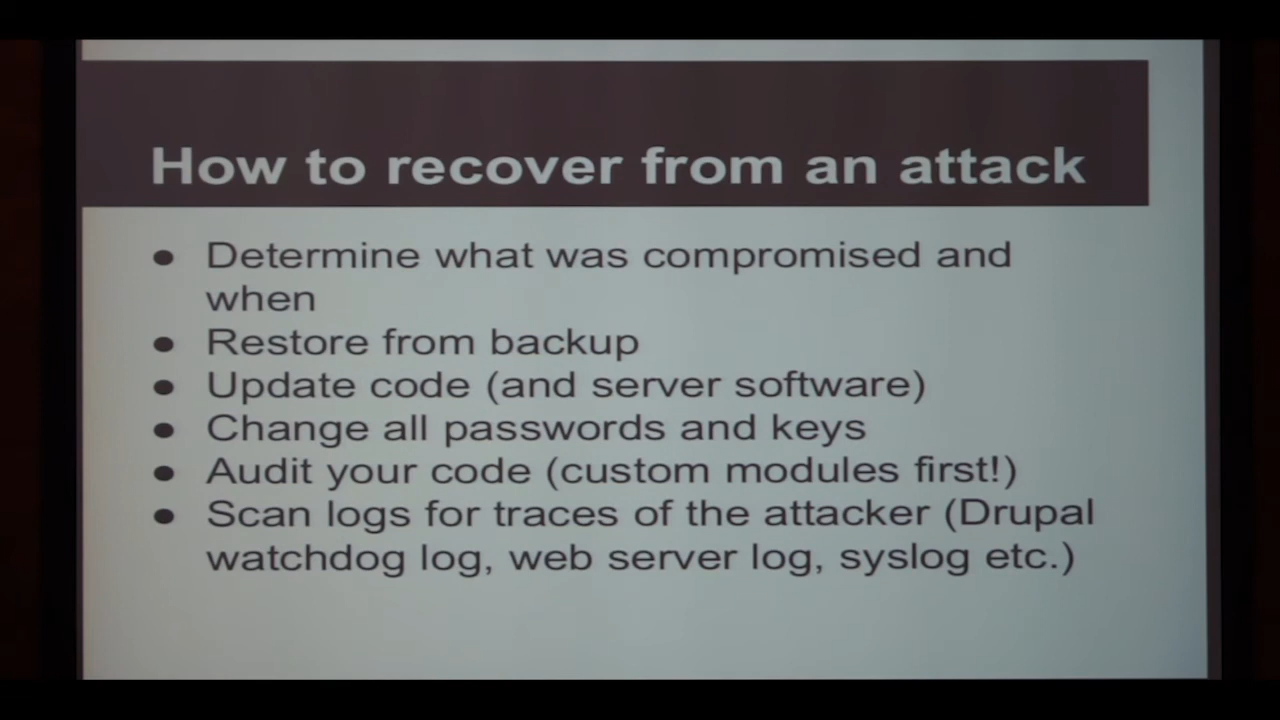 How to recover from an attack
● Determine what was compromised and
when
● Restore from backup
● Update code (and server software)
● Change all passwords and keys
● Audit your code (custom modules first!)
● Scan logs for traces of the attacker (Drupal
watchdog log, web server log, syslog etc.)